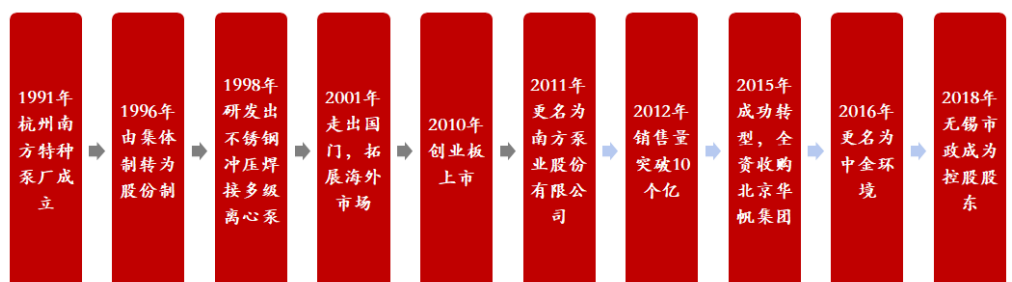 1991年
杭州南
方特种
泵厂成
立
1996年
由集体
制转为
股份制
1998年
研发出
不锈钢
冲压焊
接多级
离心泵
2001年
走出国
门，拓
展海外
市场
2010年
创业板
上市
2011年
更名为
南方泵
业股份
有限公
司
2012年
销售量
突破10
个亿
2015年
成功转
型，全
资收购
北京华
帆集团
2016年
更名为
中全环
境
2018年
无锡市
政成为
控股股
东